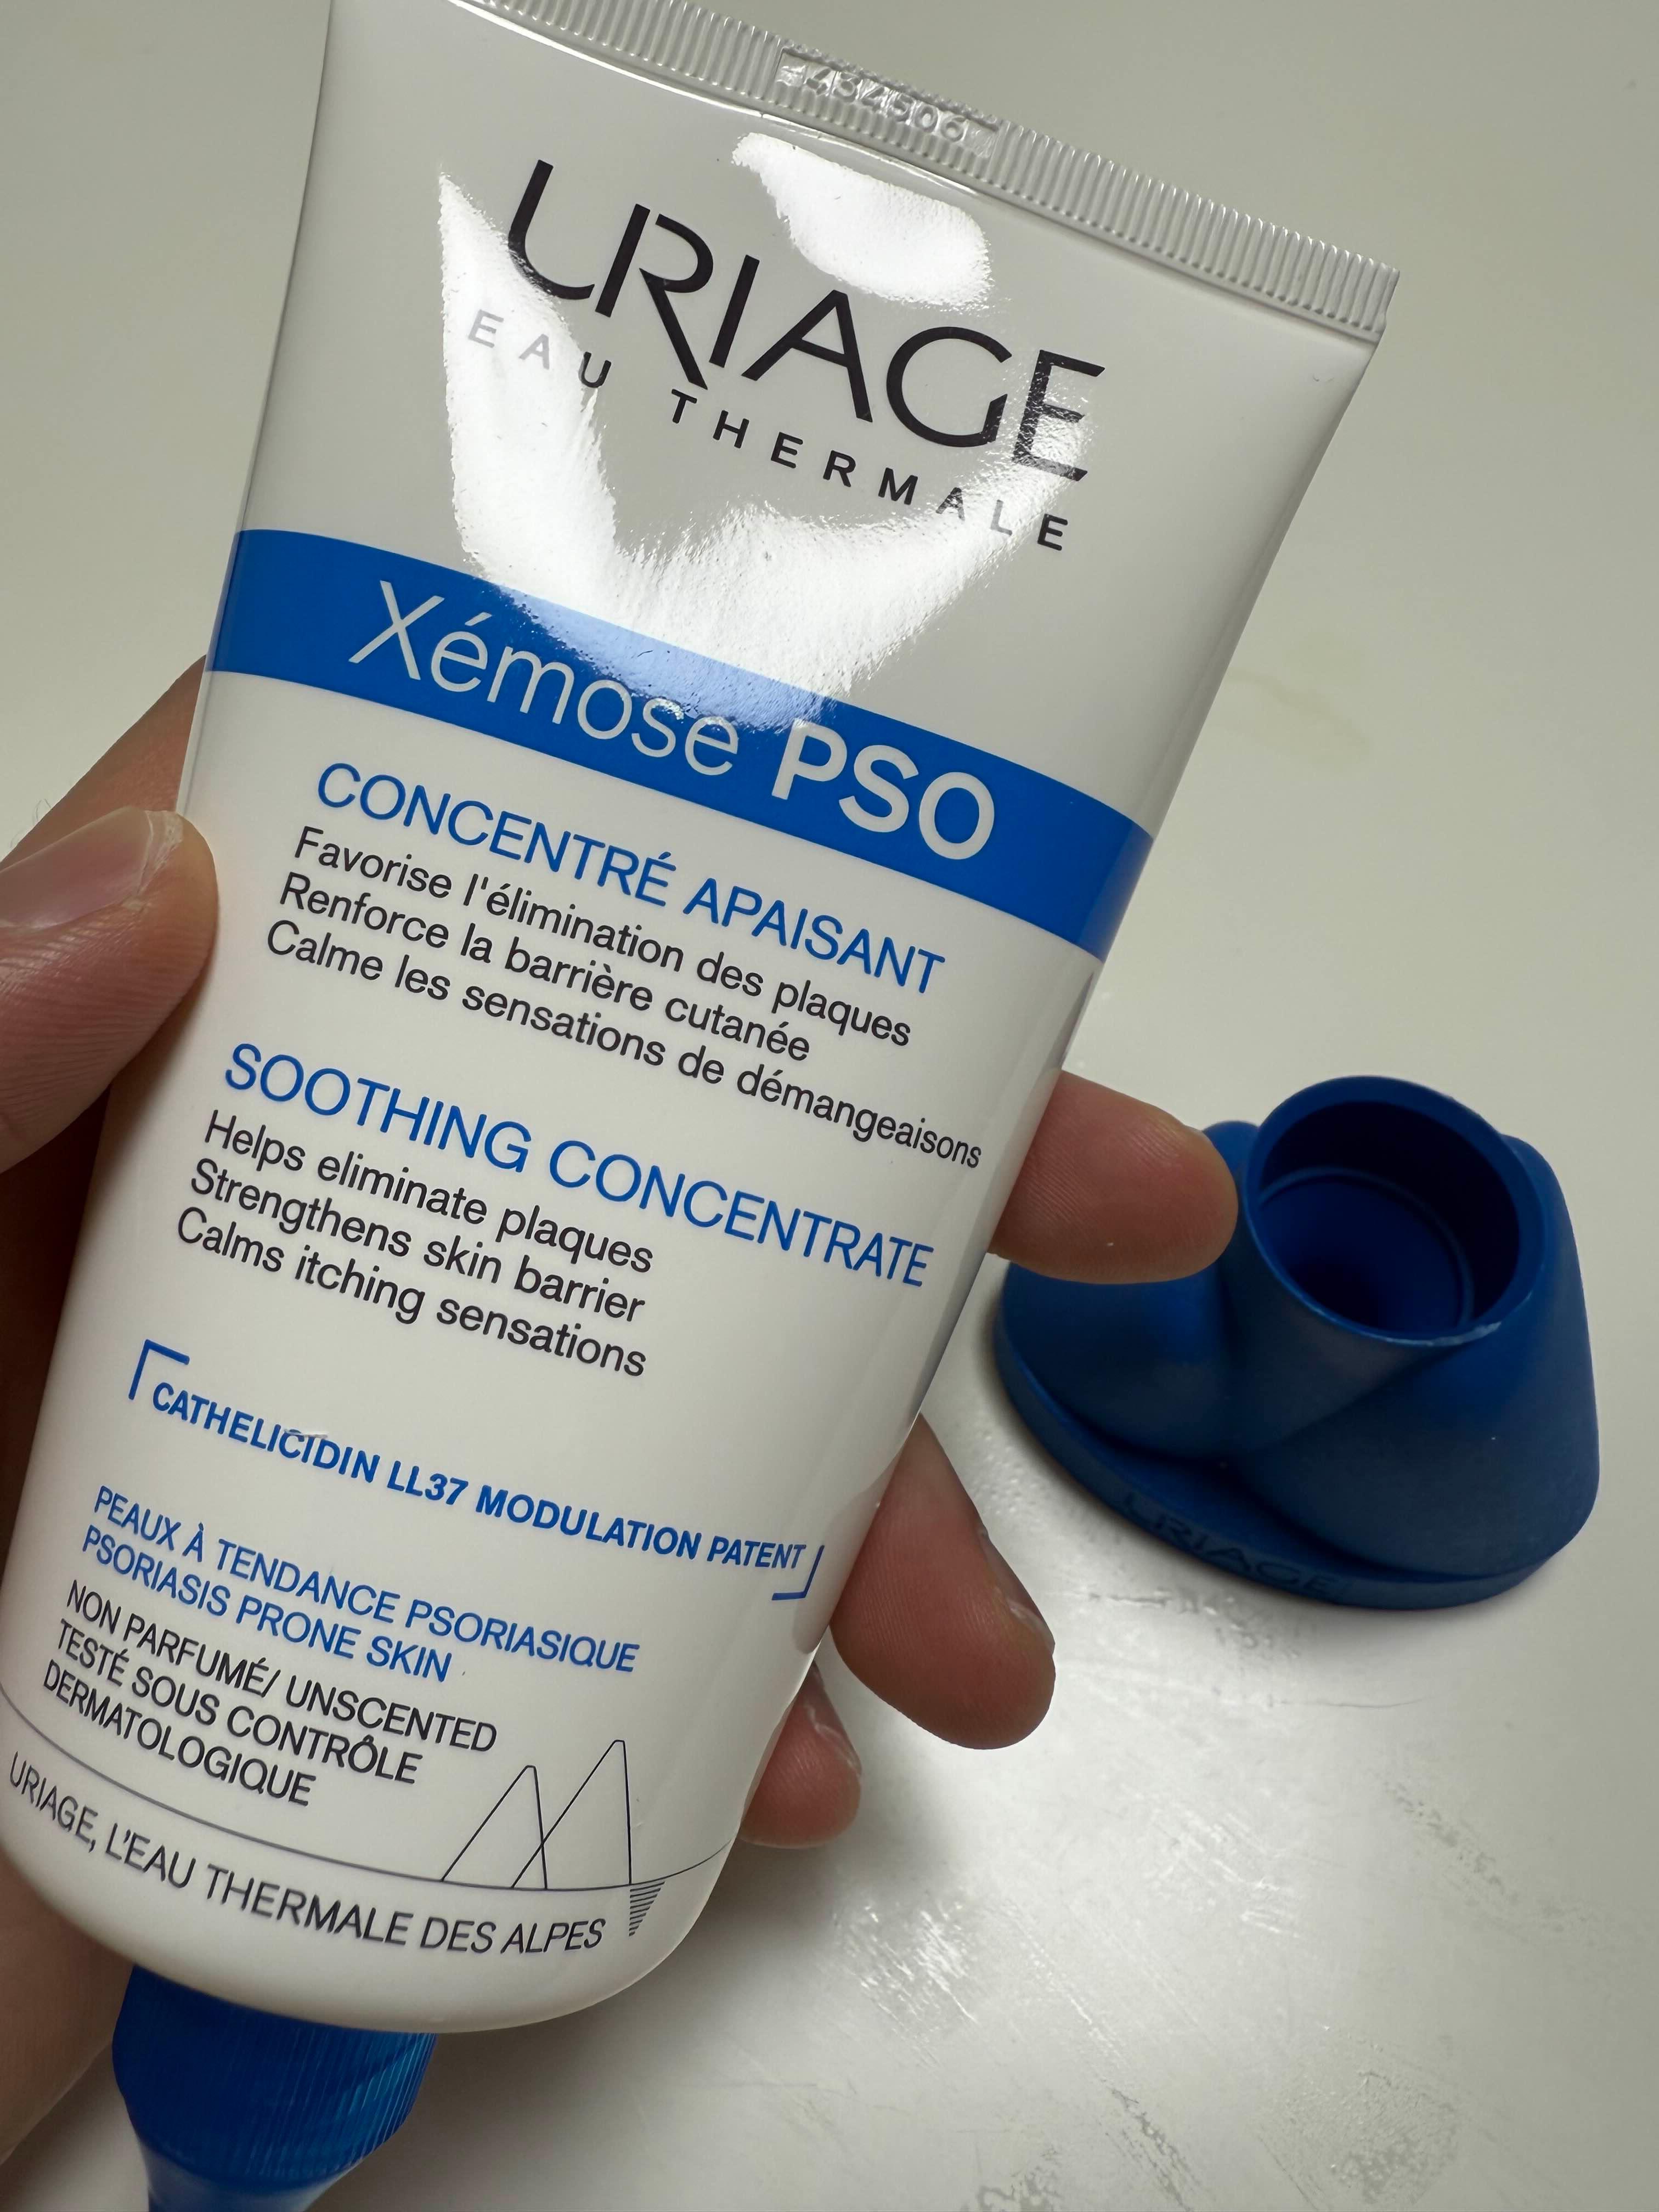 434506
URIAGE
EAU THERMALE
Xémose PSO
CONCENTRÉ APAISANT
Favorise l'élimination des plaques
Renforce la barrière cutanée
Calme les sensations de démangeaisons
SOOTHING CONCENTRATE
Helps eliminate plaques
Strengthens skin barrier
Calms itching sensations
CATHELICIDIN LL37 MODULATION PATENT
PEAUX À TENDANCE PSORIASIQUE
PSORIASIS PRONE SKIN
NON PARFUMÉ/ UNSCENTED
TESTÉ SOUS CONTRÔLE
DERMATOLOGIQUE
URIAGE, L'EAU THERMALE DES ALPES
URIAGE